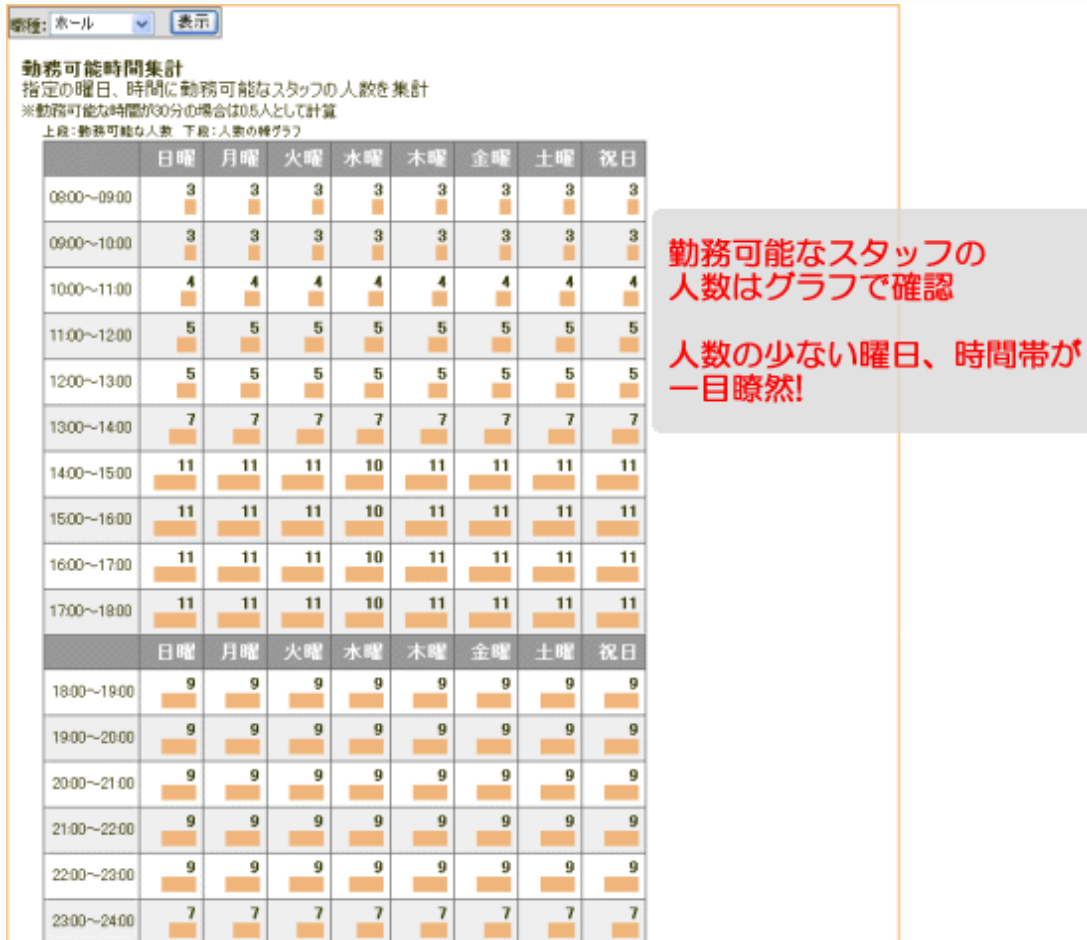 職種: ホール 表示
勤務可能時間集計
指定の曜日、時間に勤務可能なスタッフの人数を集計
※勤務可能な時間が30分の場合は0.5人として計算
上段:勤務可能な人数 下段:人数の棒グラフ
日曜 月曜 火曜 水曜 木曜 金曜 土曜 祝日
08:00~09:00 3 3 3 3 3 3 3 3
09:00~10:00 3 3 3 3 3 3 3 3
10:00~11:00 4 4 4 4 4 4 4 4
11:00~12:00 5 5 5 5 5 5 5 5
12:00~13:00 5 5 5 5 5 5 5 5
13:00~14:00 7 7 7 7 7 7 7 7
14:00~15:00 11 11 11 10 11 11 11 11
15:00~16:00 11 11 11 10 11 11 11 11
16:00~17:00 11 11 11 10 11 11 11 11
17:00~18:00 11 11 11 10 11 11 11 11
日曜 月曜 火曜 水曜 木曜 金曜 土曜 祝日
18:00~19:00 9 9 9 9 9 9 9 9
19:00~20:00 9 9 9 9 9 9 9 9
20:00~21:00 9 9 9 9 9 9 9 9
21:00~22:00 9 9 9 9 9 9 9 9
22:00~23:00 9 9 9 9 9 9 9 9
23:00~24:00 7 7 7 7 7 7 7 7
勤務可能なスタッフの
人数はグラフで確認
人数の少ない曜日、時間帯が
一目瞭然!